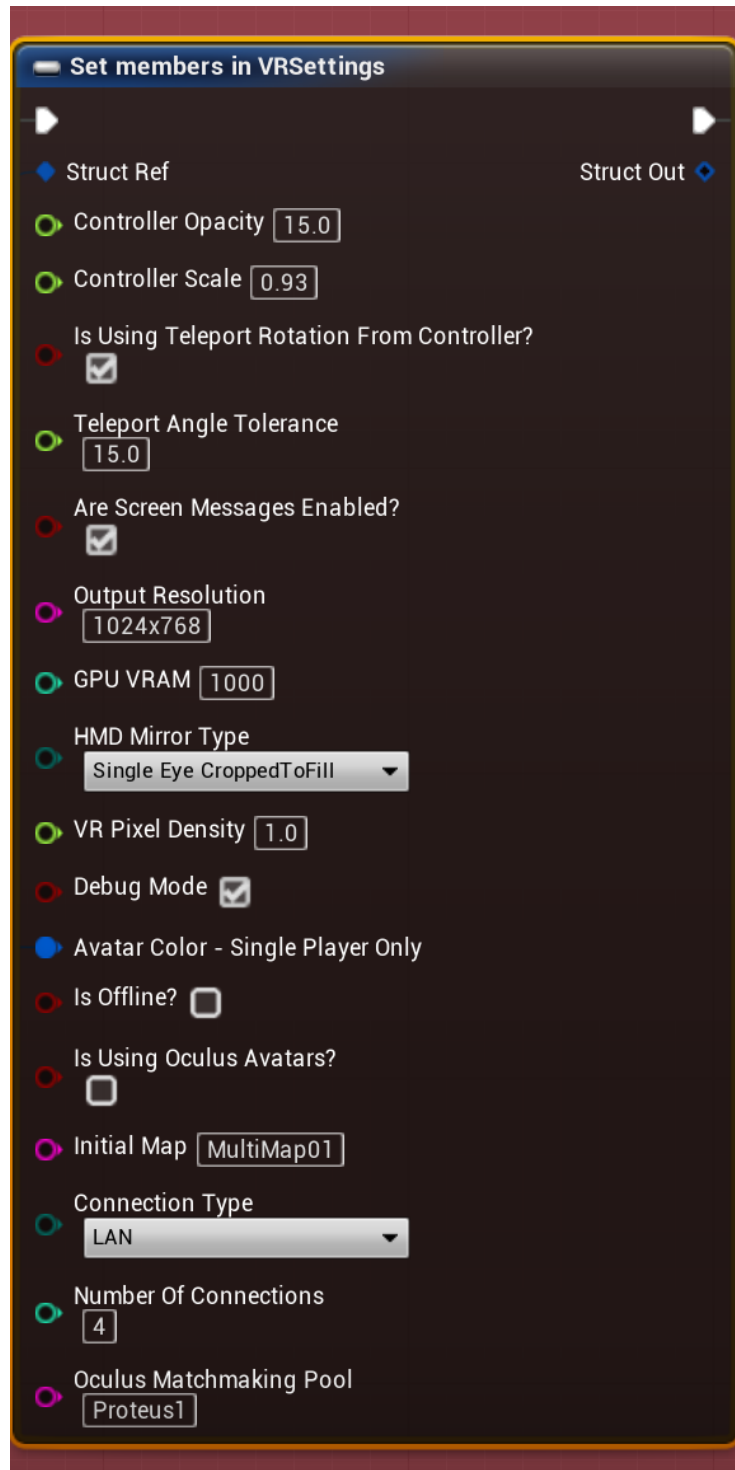 Set members in VRSettings
Struct Ref Struct Out
Controller Opacity 15.0
Controller Scale 0.93
Is Using Teleport Rotation From Controller?
Teleport Angle Tolerance
15.0
Are Screen Messages Enabled?
Output Resolution
1024x768
GPU VRAM 1000
HMD Mirror Type
Single Eye CroppedToFill
VR Pixel Density 1.0
Debug Mode
Avatar Color - Single Player Only
Is Offline?
Is Using Oculus Avatars?
Initial Map MultiMap01
Connection Type
LAN
Number Of Connections
4
Oculus Matchmaking Pool
Proteus1